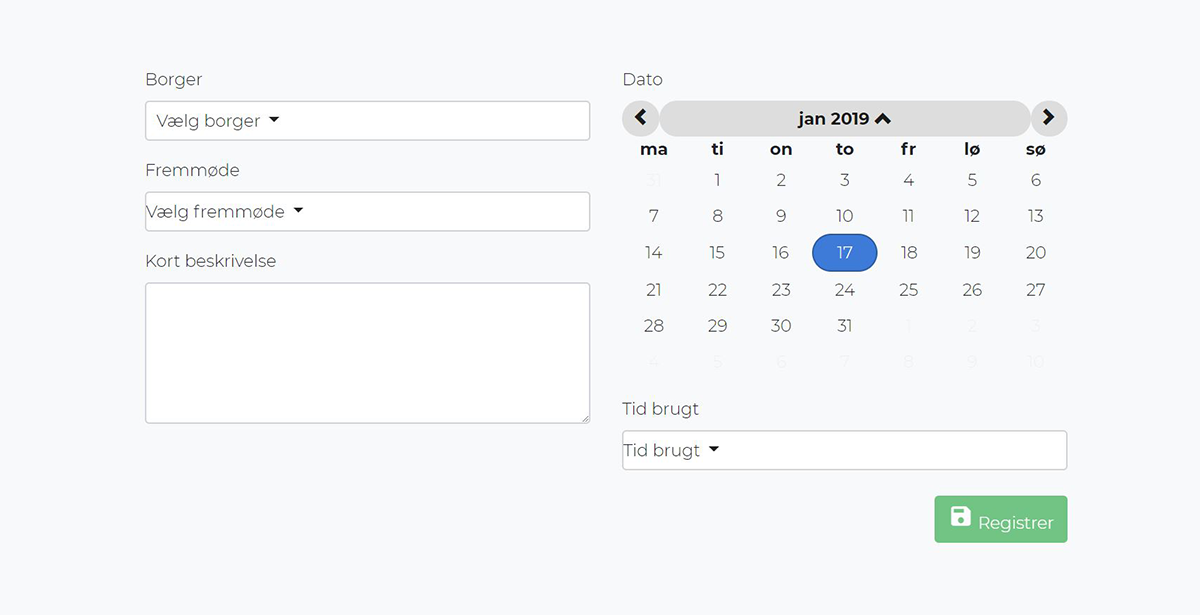 Borger
Vælg borger
Fremmøde
Vælg fremmøde
Kort beskrivelse
Dato
jan 2019
ma ti on to fr lø sø
31 1 2 3 4 5 6
7 8 9 10 11 12 13
14 15 16 17 18 19 20
21 22 23 24 25 26 27
28 29 30 31 1 2 3
4 5 6 7 8 9 10
Tid brugt
Tid brugt
Registrer